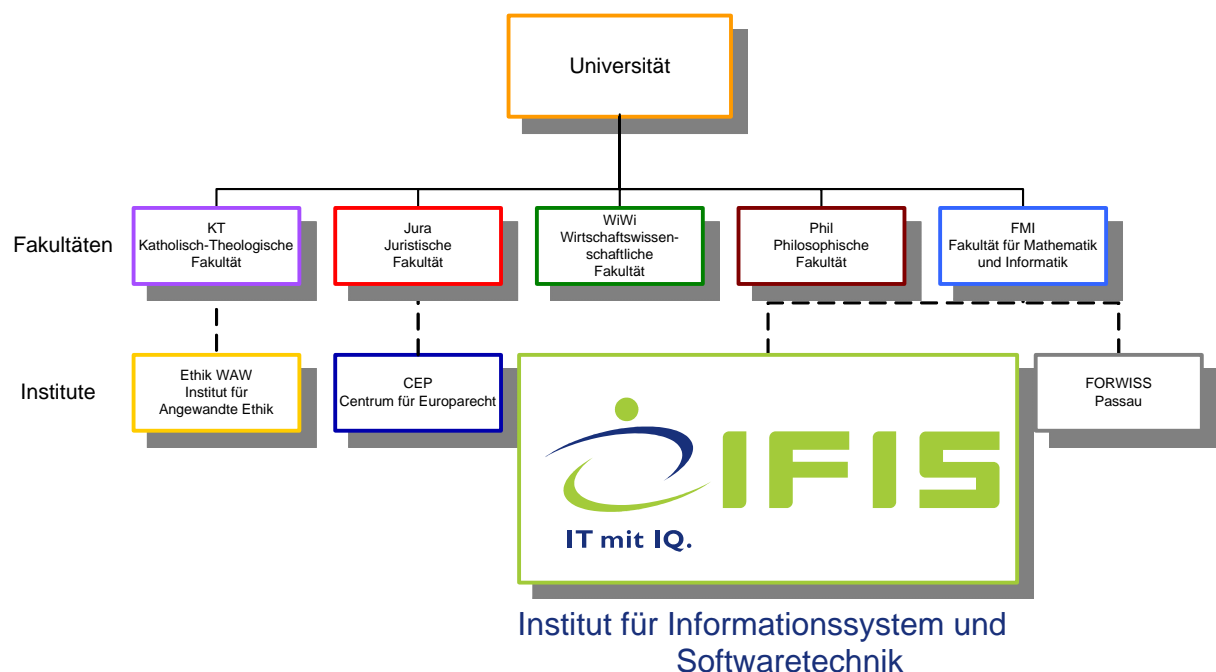 Universität
Fakultäten
KT
Katholisch-Theologische
Fakultät
Jura
Juristische
Fakultät
WiWi
Wirtschaftswissen-
schaftliche
Fakultät
Phil
Philosophische
Fakultät
FMI
Fakultät für Mathematik
und Informatik
Institute
Ethik WAW
Institut für
Angewandte Ethik
CEP
Centrum für Europarecht
IFIS
IT mit IQ.
FORWISS
Passau
Institut für Informationssystem und
Softwaretechnik